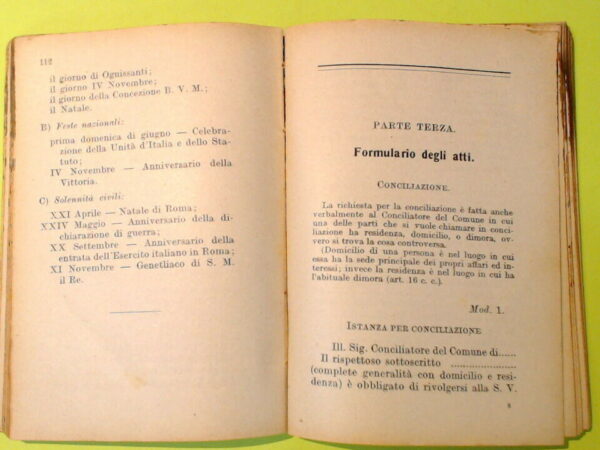 112
il giorno di Ognissanti;
il giorno IV Novembre;
il giorno della Concezione B. V. M.;
il Natale.
B) Feste nazionali:
prima domenica di giugno — Celebra-
zione della Unità d'Italia e dello Sta-
tuto;
IV Novembre — Anniversario della
Vittoria.
C) Solennità civili:
XXI Aprile — Natale di Roma;
XXIV Maggio — Anniversario della di-
chiarazione di guerra;
XX Settembre — Anniversario della
entrata dell'Esercito italiano in Roma;
XI Novembre — Genetliaco di S. M.
il Re.
PARTE TERZA.
Formulario degli atti.
CONCILIAZIONE.
La richiesta per la conciliazione è fatta anche
verbalmente al Conciliatore del Comune in cui
una delle parti che si vuole chiamare in conci-
liazione ha residenza, domicilio, o dimora, ov-
vero si trova la cosa controversa.
(Domicilio di una persona è nel luogo in cui
essa ha la sede principale dei propri affari ed in-
teressi; invece la residenza è nel luogo in cui ha
l'abituale dimora (art. 16 c. c.).
Mod. 1.
ISTANZA PER CONCILIAZIONE
Ill. Sig. Conciliatore del Comune di......
Il rispettoso sottoscritto ..................
(complete generalità con domicilio e resi-
denza) è obbligato di rivolgersi alla S. V.
8